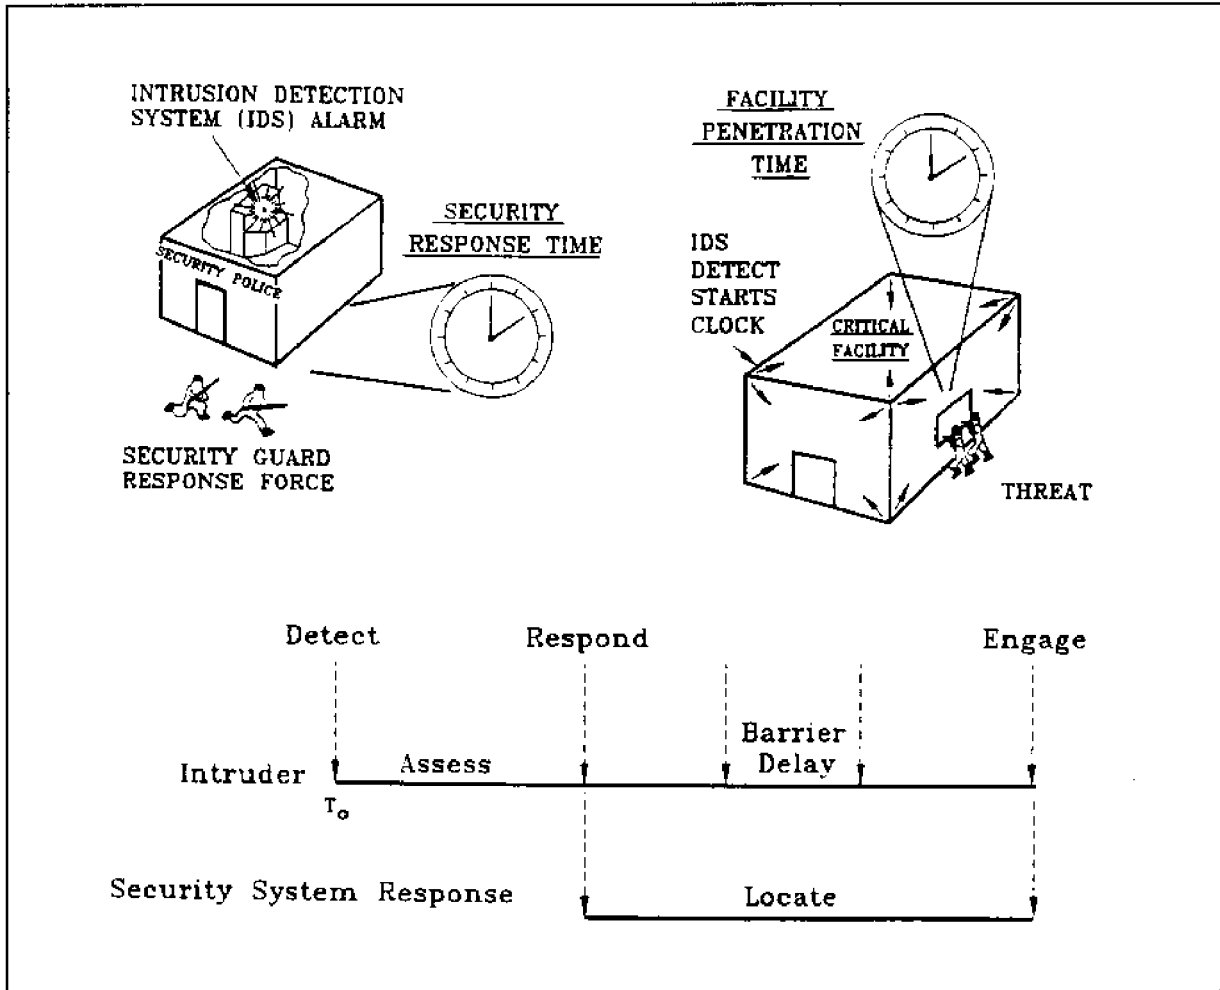 INTRUSION DETECTION
SYSTEM (IDS) ALARM
SECURITY POLICE
SECURITY
RESPONSE TIME
SECURITY GUARD
RESPONSE FORCE
FACILITY
PENETRATION
TIME
IDS
DETECT
STARTS
CLOCK
CRITICAL
FACILITY
THREAT
Detect
Respond
Engage
Barrier
Delay
Intruder
Assess
To
Security System Response
Locate